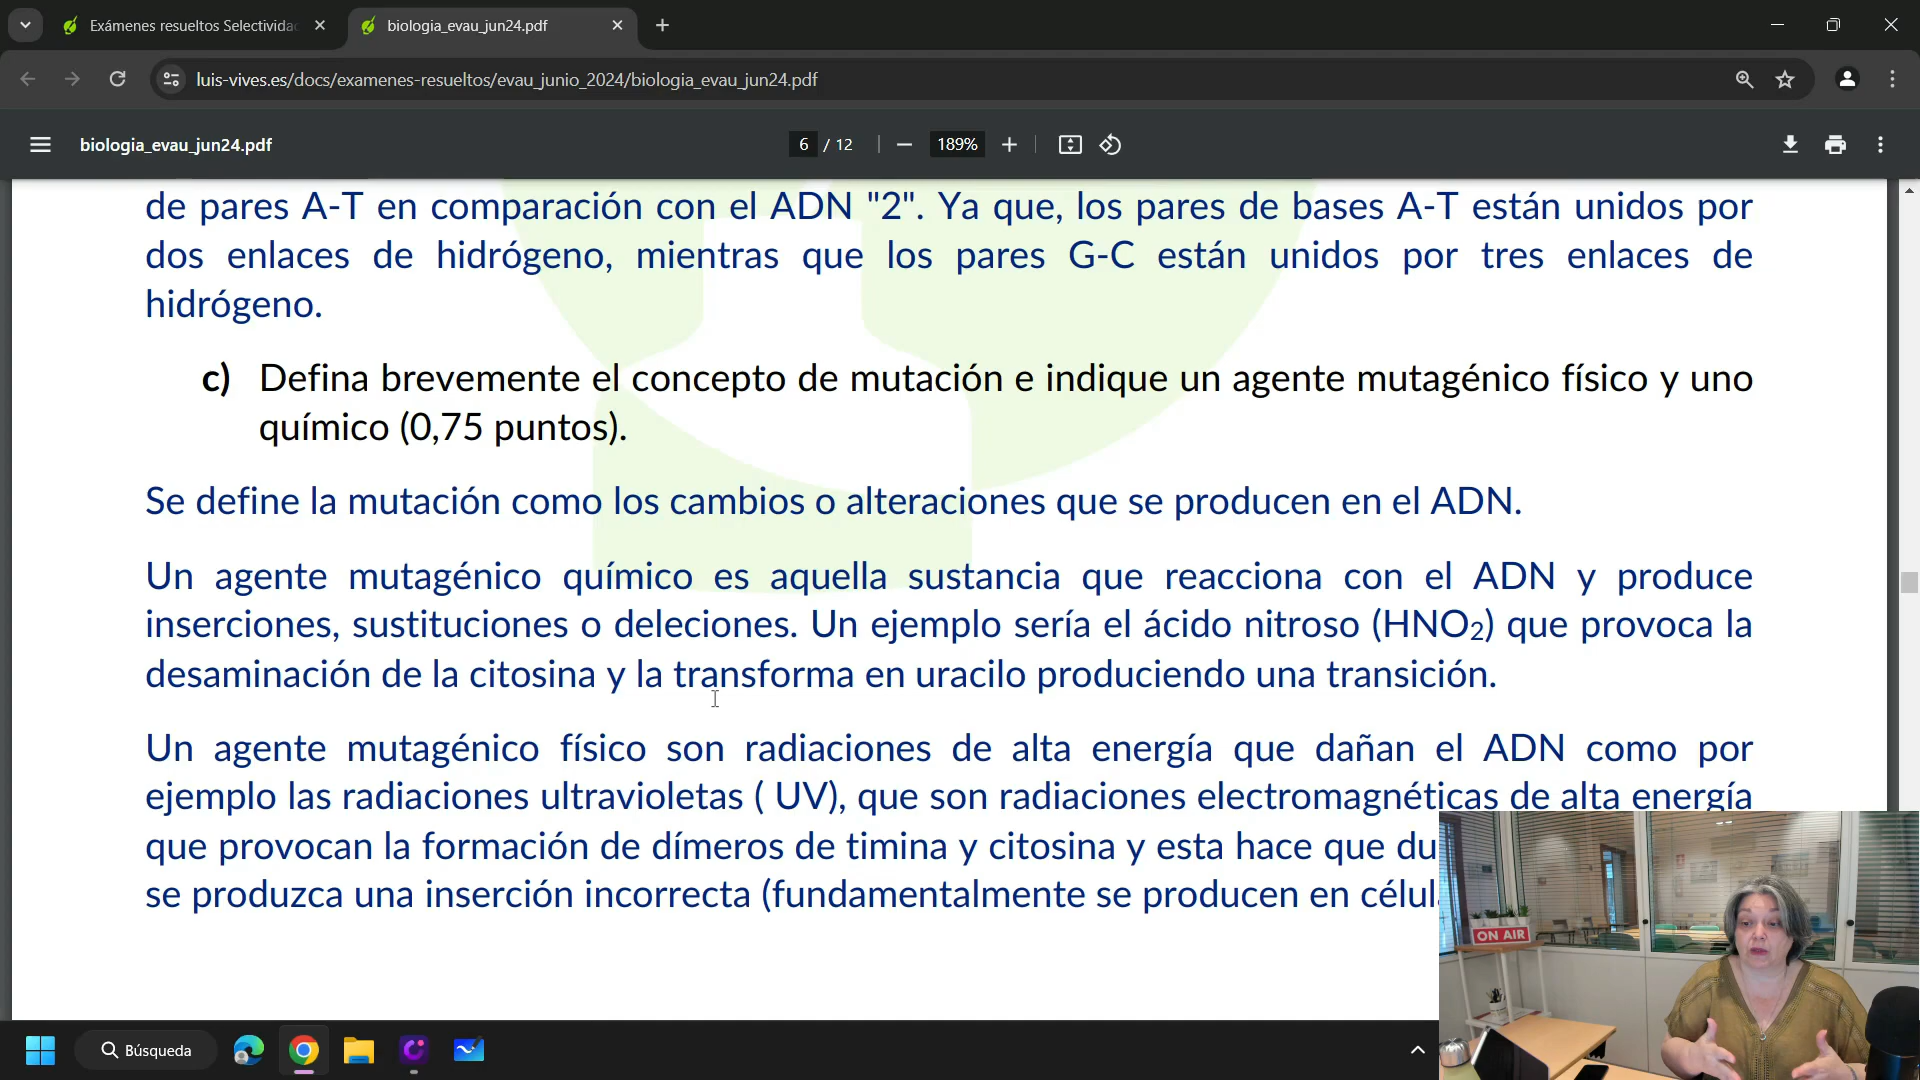 Exámenes resueltos Selectivida
biologia_evau_jun24.pdf
luis-vives.es/docs/examenes-resueltos/evau_junio_2024/biologia_evau_jun24.pdf
biologia_evau_jun24.pdf
6 / 12
189%
de pares A-T en comparación con el ADN "2". Ya que, los pares de bases A-T están unidos por
dos enlaces de hidrógeno, mientras que los pares G-C están unidos por tres enlaces de
hidrógeno.
c) Defina brevemente el concepto de mutación e indique un agente mutagénico físico y uno
químico (0,75 puntos).
Se define la mutación como los cambios o alteraciones que se producen en el ADN.
Un agente mutagénico químico es aquella sustancia que reacciona con el ADN y produce
inserciones, sustituciones o deleciones. Un ejemplo sería el ácido nitroso (HNO₂) que provoca la
desaminación de la citosina y la transforma en uracilo produciendo una transición.
Un agente mutagénico físico son radiaciones de alta energía que dañan el ADN como por
ejemplo las radiaciones ultravioletas ( UV), que son radiaciones electromagnéticas de alta energía
que provocan la formación de dímeros de timina y citosina y esta hace que du
se produzca una inserción incorrecta (fundamentalmente se producen en célul
ON AIR
Búsqueda